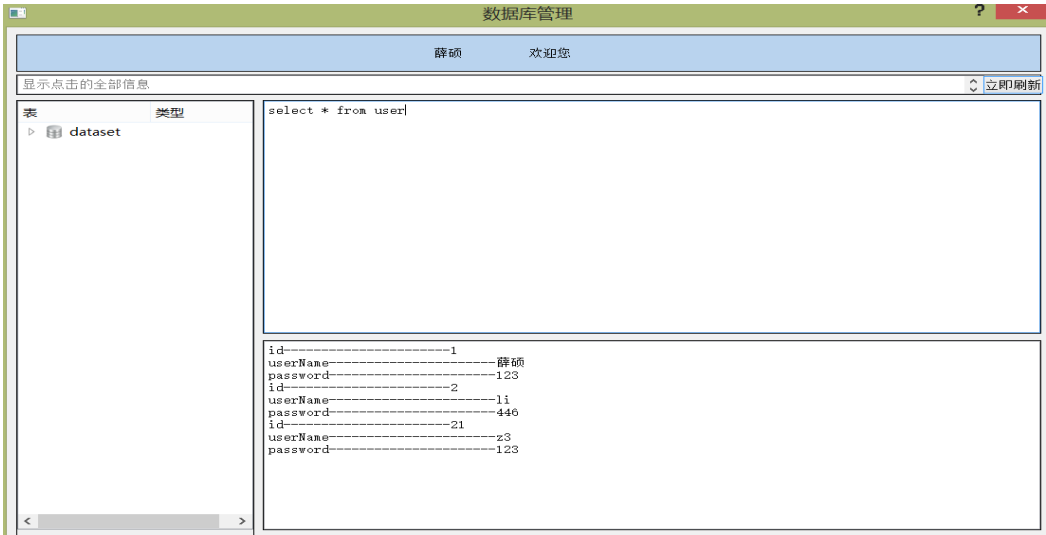 数据库管理
?
薛硕 欢迎您
显示点击的全部信息 立即刷新
表 类型
dataset
select * from user
id----------------------1
userName----------------------薛硕
password----------------------123
id----------------------2
userName----------------------li
password----------------------446
id----------------------21
userName----------------------z3
password----------------------123